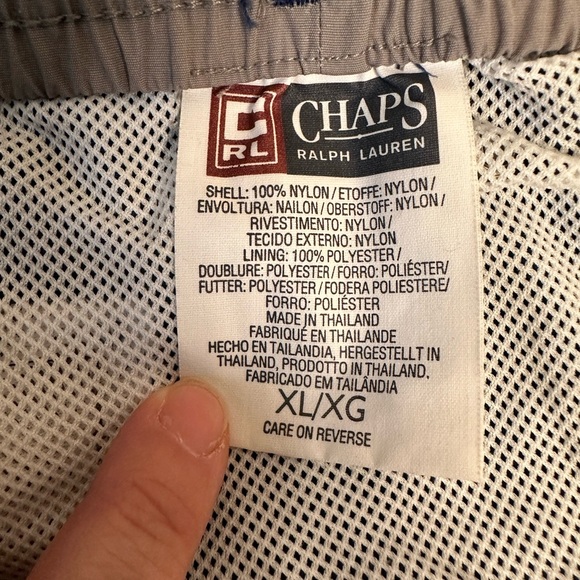 C
RL
CHAPS
RALPH LAUREN
SHELL: 100% NYLON / ETOFFE: NYLON /
ENVOLTURA: NAILON / OBERSTOFF: NYLON /
RIVESTIMENTO: NYLON /
TECIDO EXTERNO: NYLON
LINING: 100% POLYESTER /
DOUBLURE: POLYESTER / FORRO: POLIÉSTER/
FUTTER: POLYESTER / FODERA POLIESTERE/
FORRO: POLIÉSTER
MADE IN THAILAND
FABRIQUÉ EN THAILANDE
HECHO EN TAILANDIA, HERGESTELLT IN
THAILAND, PRODOTTO IN THAILAND,
FABRICADO EM TAILÂNDIA
XL/XG
CARE ON REVERSE